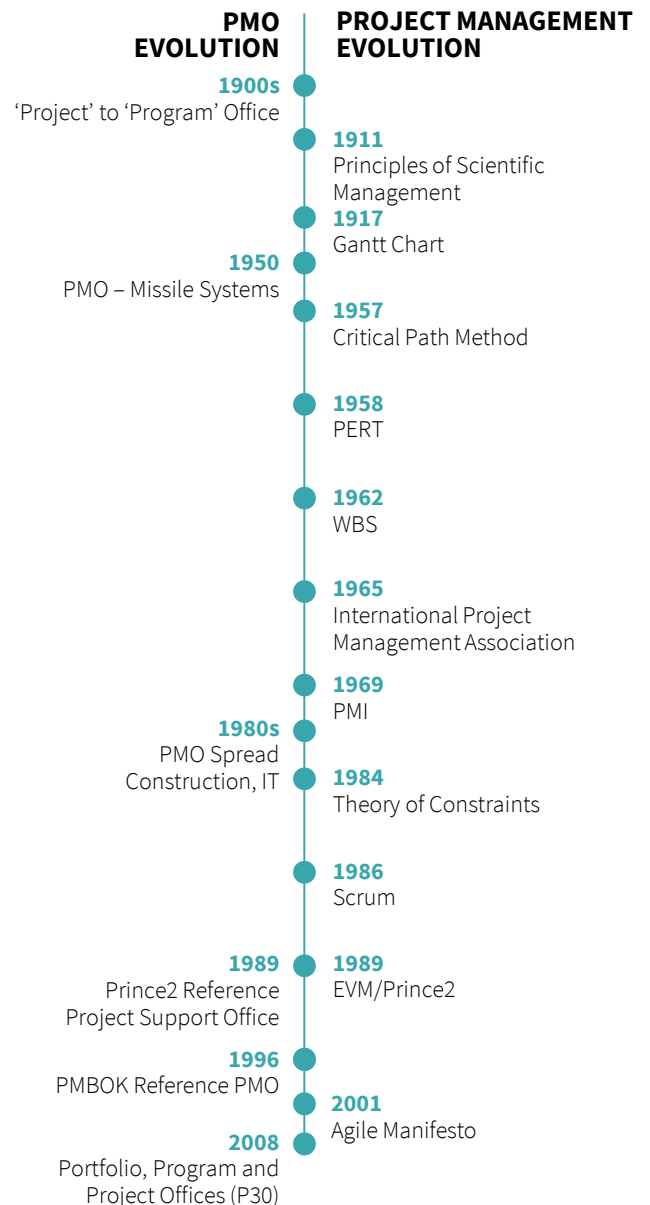 PMO
EVOLUTION
PROJECT MANAGEMENT
EVOLUTION
1900s
‘Project’ to ‘Program’ Office
1911
Principles of Scientific
Management
1917
Gantt Chart
1950
PMO – Missile Systems
1957
Critical Path Method
1958
PERT
1962
WBS
1965
International Project
Management Association
1969
PMI
1980s
PMO Spread
Construction, IT
1984
Theory of Constraints
1986
Scrum
1989
Prince2 Reference
Project Support Office
1989
EVM/Prince2
1996
PMBOK Reference PMO
2001
Agile Manifesto
2008
Portfolio, Program and
Project Offices (P30)